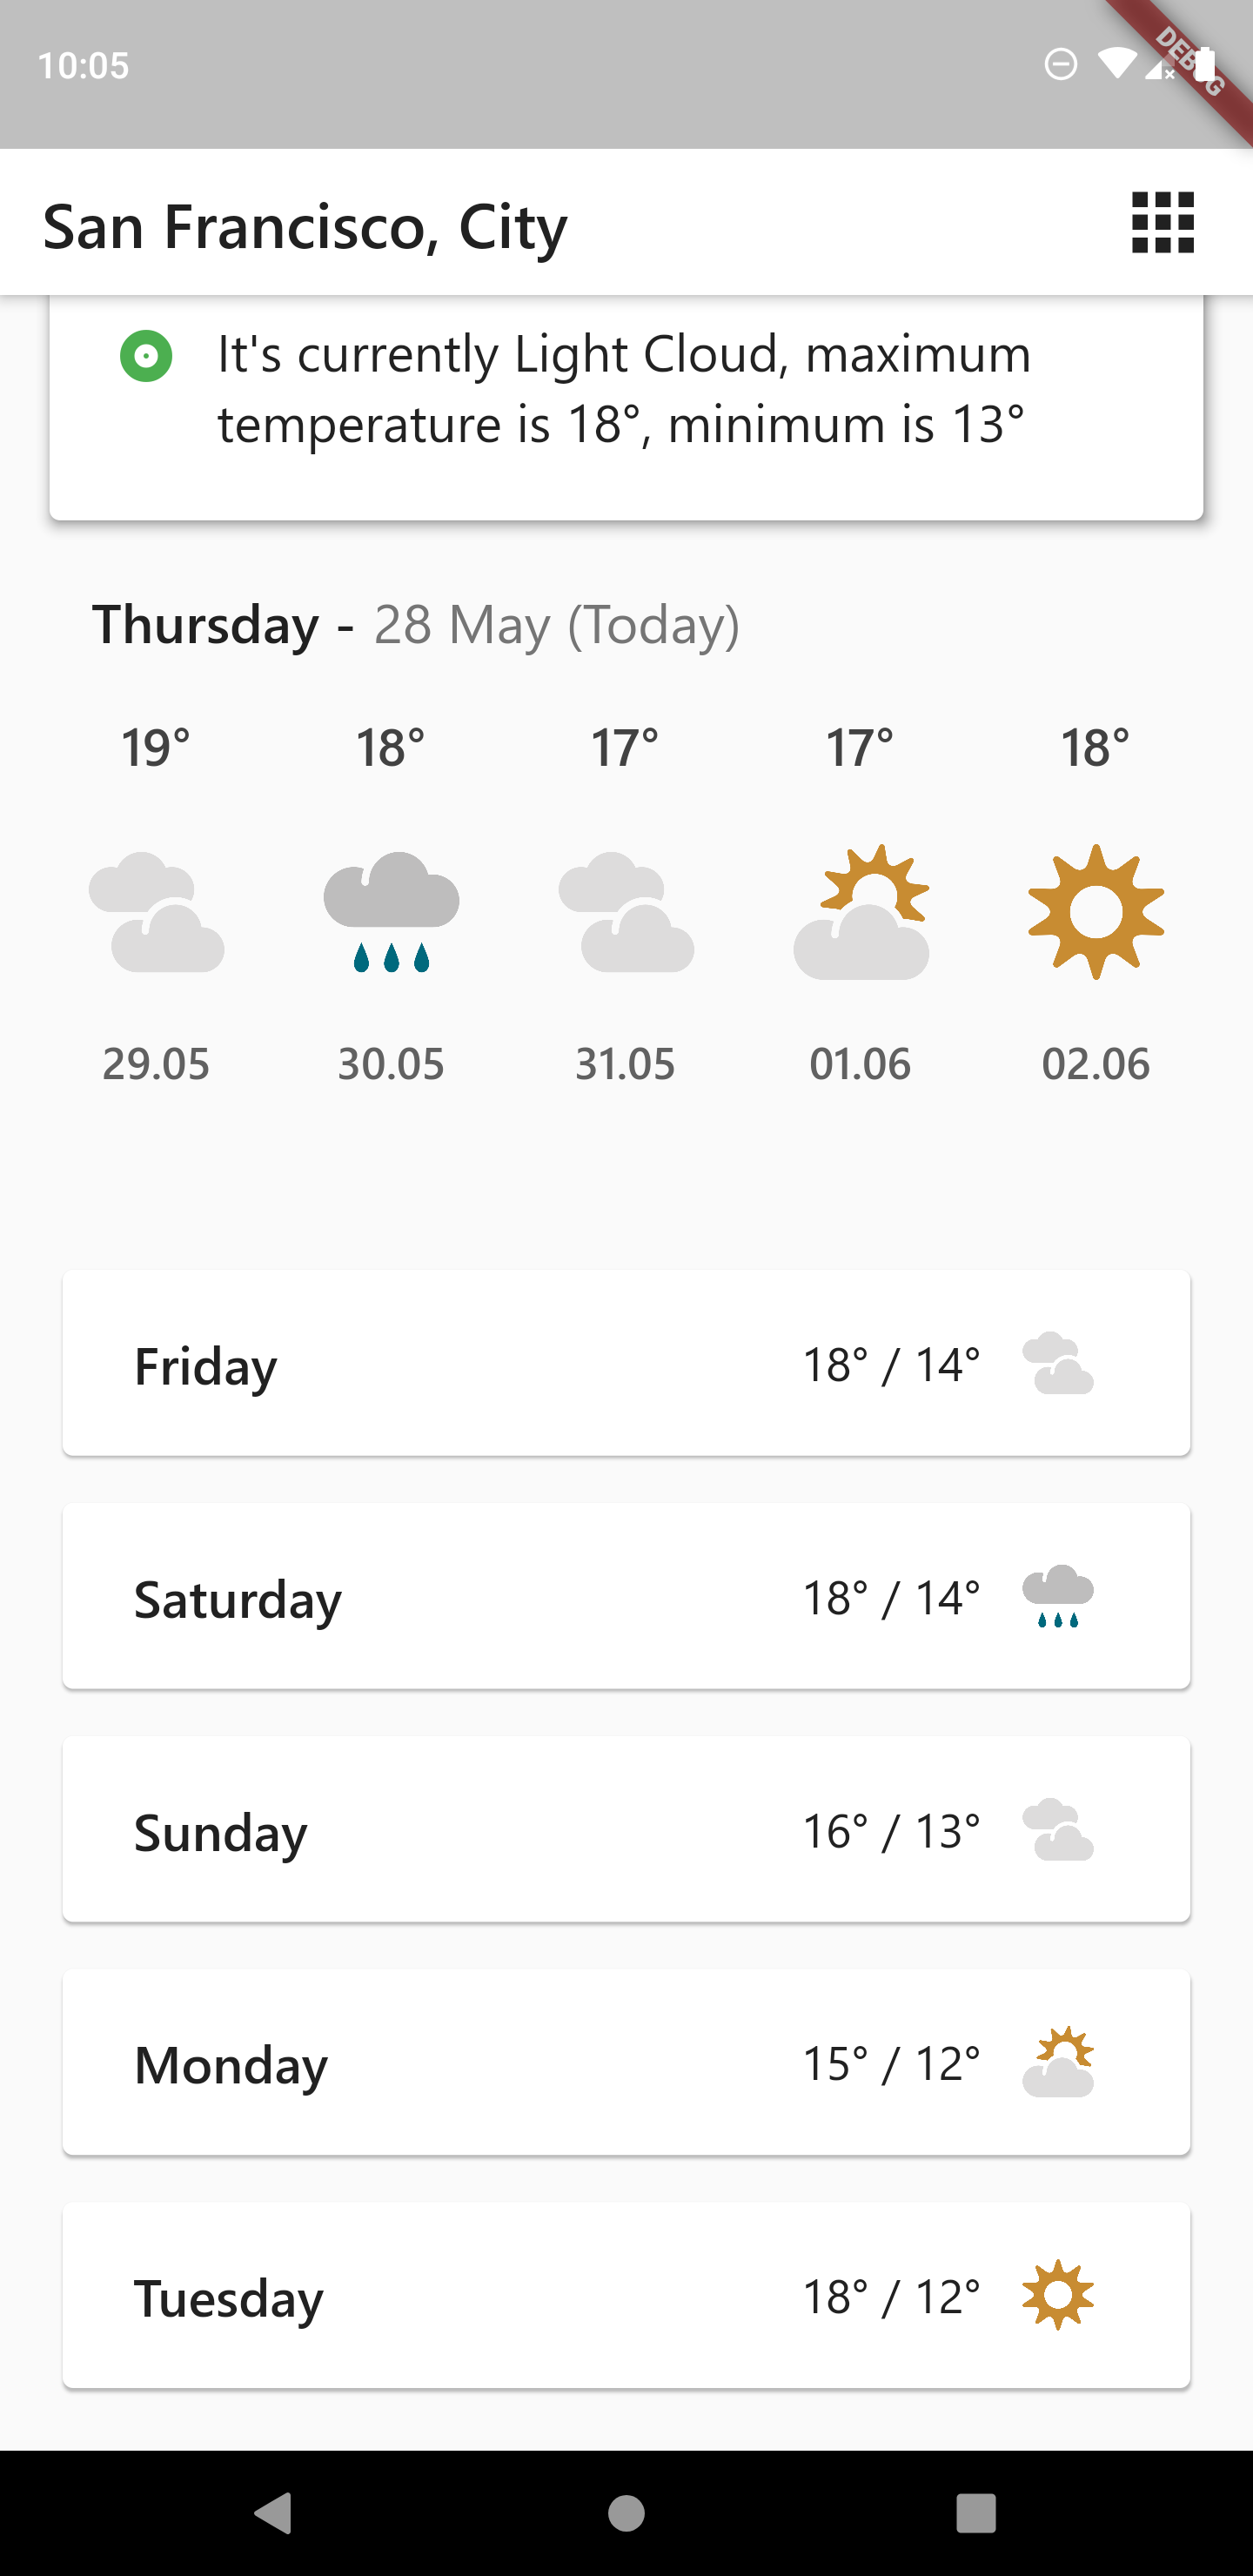 10:05
DEBUG
San Francisco, City
It's currently Light Cloud, maximum
temperature is 18°, minimum is 13°
Thursday - 28 May (Today)
19° 18° 17° 17° 18°
29.05 30.05 31.05 01.06 02.06
Friday 18° / 14°
Saturday 18° / 14°
Sunday 16° / 13°
Monday 15° / 12°
Tuesday 18° / 12°